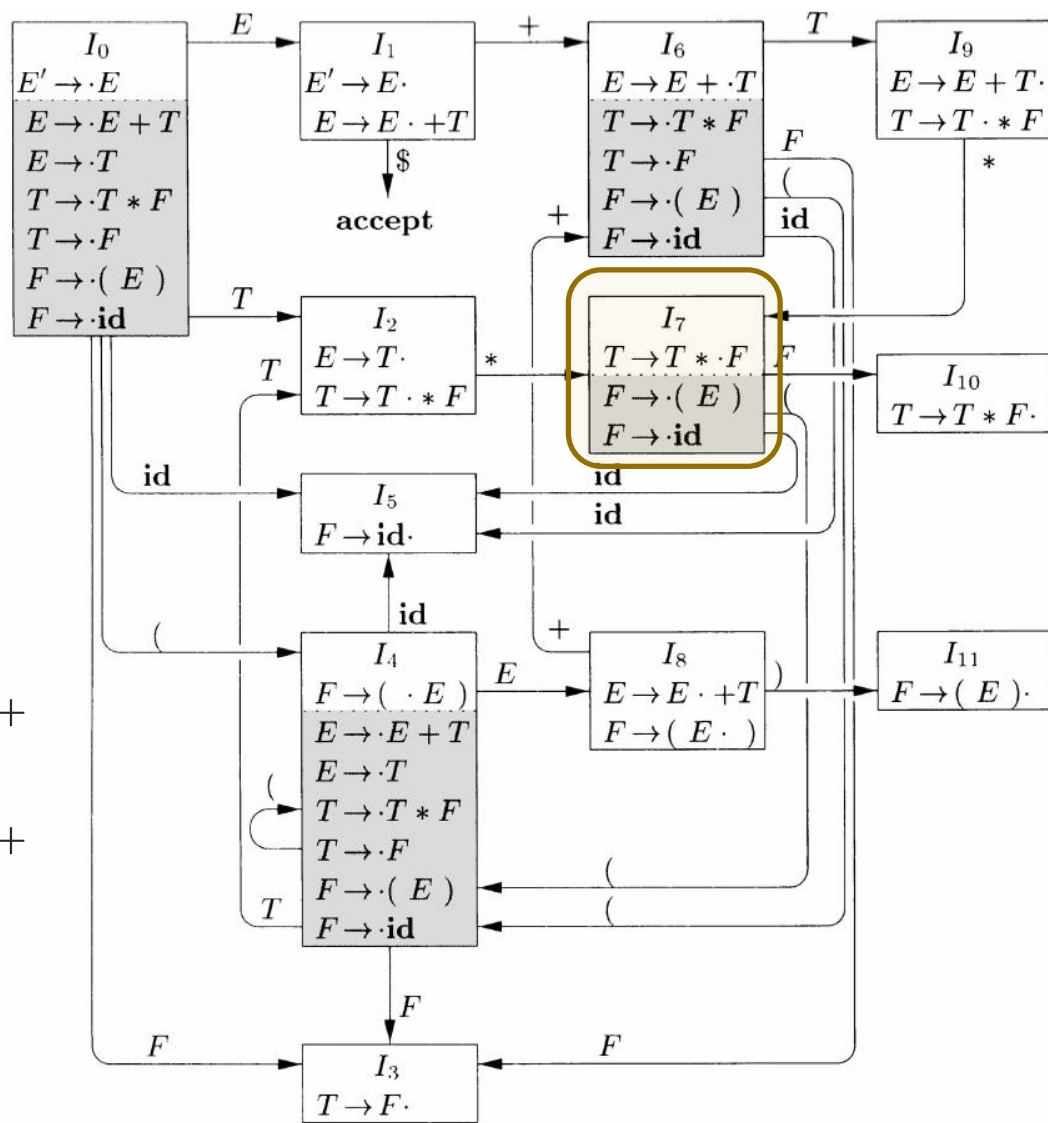 I₀
E' → ·E
E → ·E + T
E → ·T
T → ·T * F
T → ·F
F → ·( E )
F → ·id
E
I₁
E' → E·
E → E · +T
$
accept
+
I₆
E → E + ·T
T → ·T * F
T → ·F
F → ·( E )
F → ·id
T
I₉
E → E + T·
T → T · * F
*
F
(
id
+
T
I₂
E → T·
T → T · * F
T
*
I₇
T → T * ·F
F → ·( E )
F → ·id
F
(
I₁₀
T → T * F·
id
I₅
F → id·
id
id
id
(
I₄
F → ( · E )
E → ·E + T
E → ·T
T → ·T * F
T → ·F
F → ·( E )
F → ·id
E
+
I₈
E → E · +T
F → ( E · )
)
I₁₁
F → ( E )·
+
+
(
T
(
(
F
F
I₃
T → F·
F